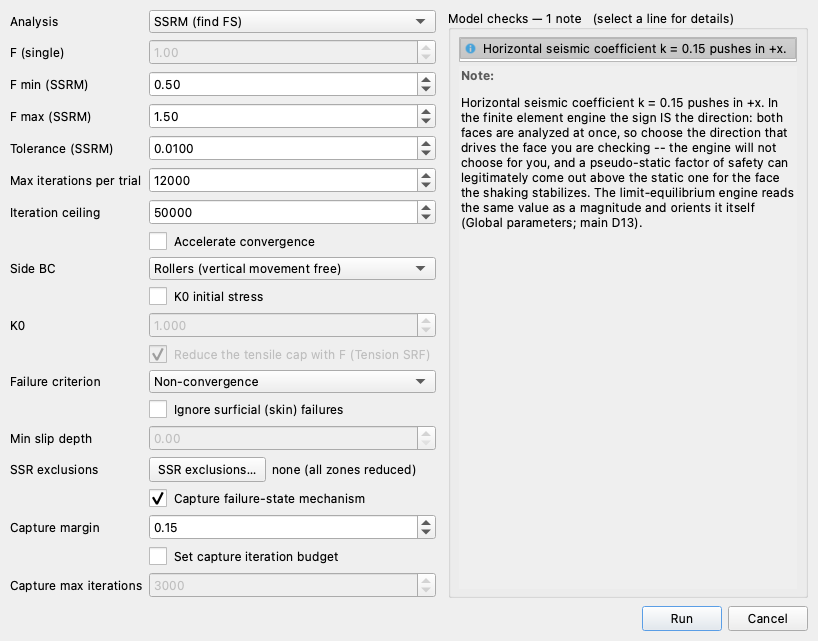 Analysis
SSRM (find FS)
F (single)
1.00
F min (SSRM)
0.50
F max (SSRM)
1.50
Tolerance (SSRM)
0.0100
Max iterations per trial
12000
Iteration ceiling
50000
Accelerate convergence
Side BC
Rollers (vertical movement free)
K0 initial stress
K0
1.000
Reduce the tensile cap with F (Tension SRF)
Failure criterion
Non-convergence
Ignore surficial (skin) failures
Min slip depth
0.00
SSR exclusions
SSR exclusions...
none (all zones reduced)
Capture failure-state mechanism
Capture margin
0.15
Set capture iteration budget
Capture max iterations
3000
Model checks — 1 note (select a line for details)
Horizontal seismic coefficient k = 0.15 pushes in +x.
Note:
Horizontal seismic coefficient k = 0.15 pushes in +x. In
the finite element engine the sign IS the direction: both
faces are analyzed at once, so choose the direction that
drives the face you are checking -- the engine will not
choose for you, and a pseudo-static factor of safety can
legitimately come out above the static one for the face
the shaking stabilizes. The limit-equilibrium engine reads
the same value as a magnitude and orients it itself
(Global parameters; main D13).
Run
Cancel